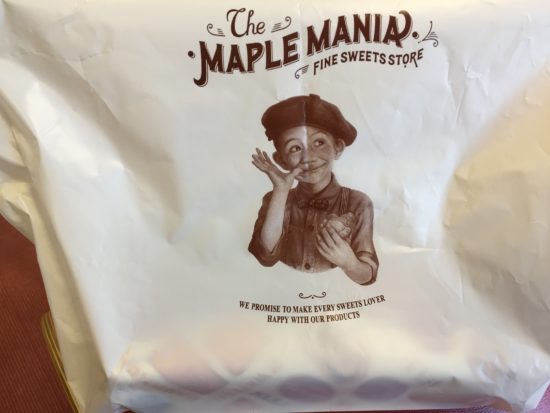 The
MAPLE MANIA
FINE SWEETS STORE
WE PROMISE TO MAKE EVERY SWEETS LOVER
HAPPY WITH OUR PRODUCTS